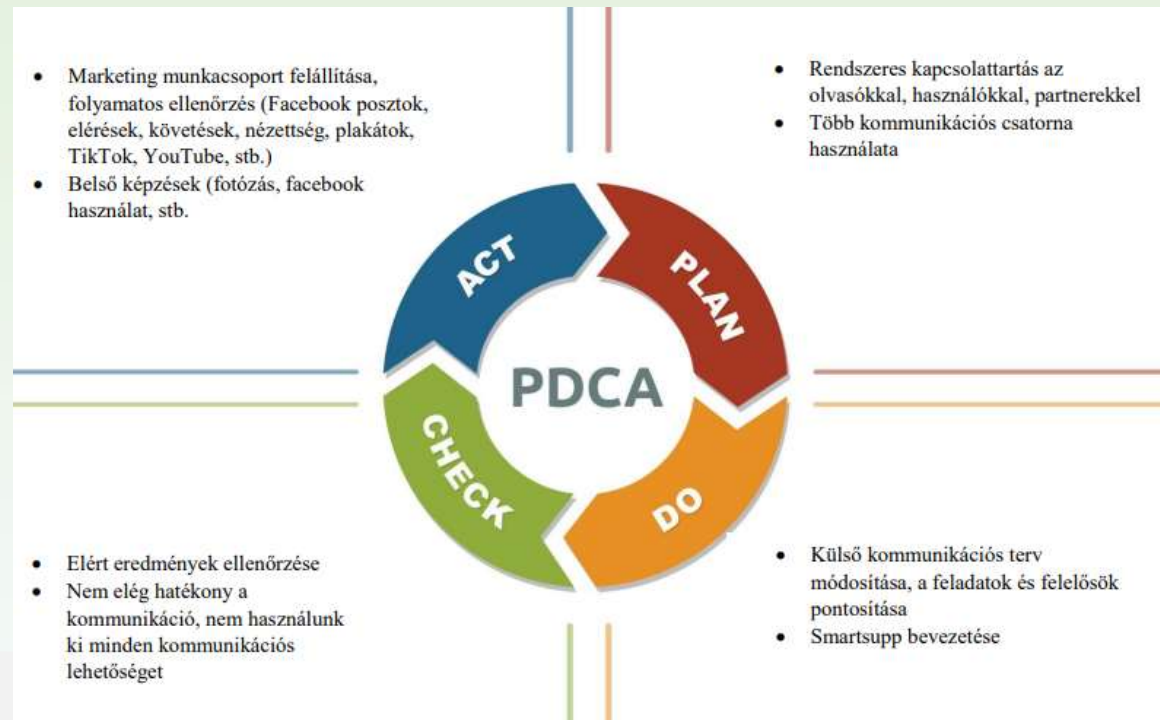 • Marketing munkacsoport felállítása,
folyamatos ellenőrzés (Facebook posztok,
elérések, követések, nézettség, plakátok,
TikTok, YouTube, stb.)
• Belső képzések (fotózás, facebook
használat, stb.
• Rendszeres kapcsolattartás az
olvasókkal, használókkal, partnerekkel
• Több kommunikációs csatorna
használata
ACT
PLAN
PDCA
CHECK
DO
• Elért eredmények ellenőrzése
• Nem elég hatékony a
kommunikáció, nem használunk
ki minden kommunikációs
lehetőséget
• Külső kommunikációs terv
módosítása, a feladatok és felelősök
pontosítása
• Smartsupp bevezetése